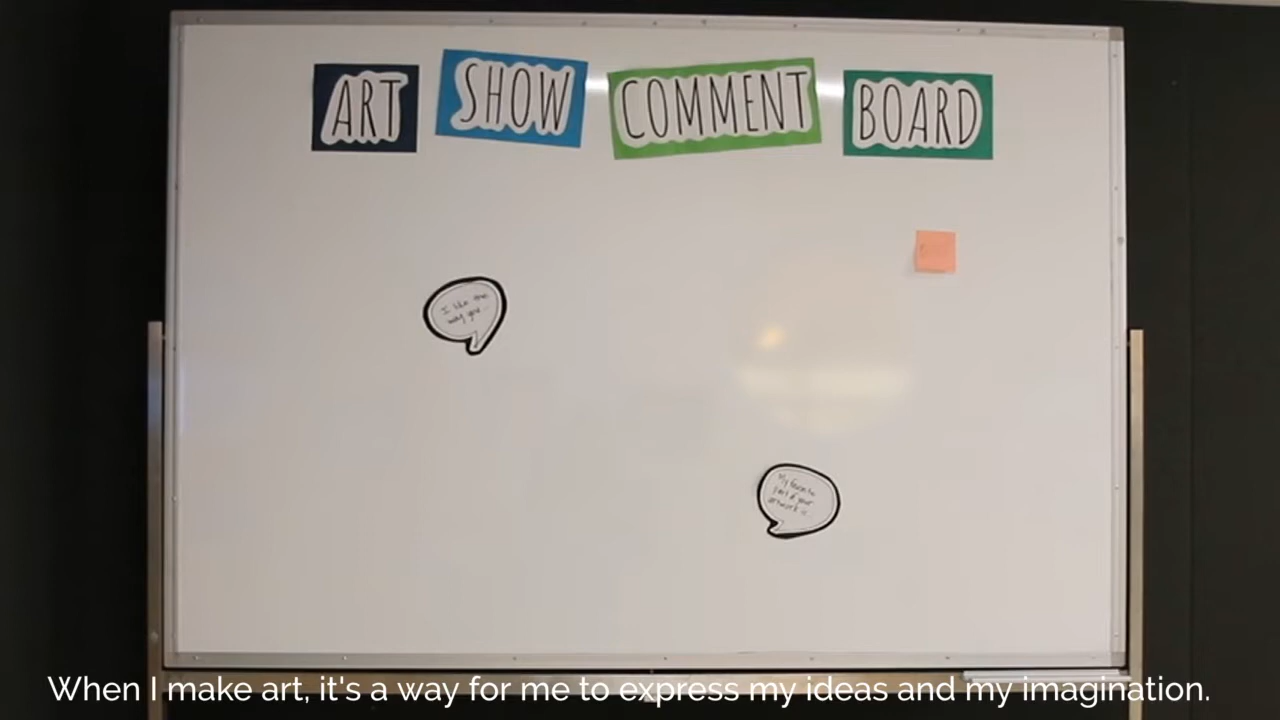 ART SHOW COMMENT BOARD
I like the
way you...
My favorite
part of your
artwork is...
When I make art, it's a way for me to express my ideas and my imagination.